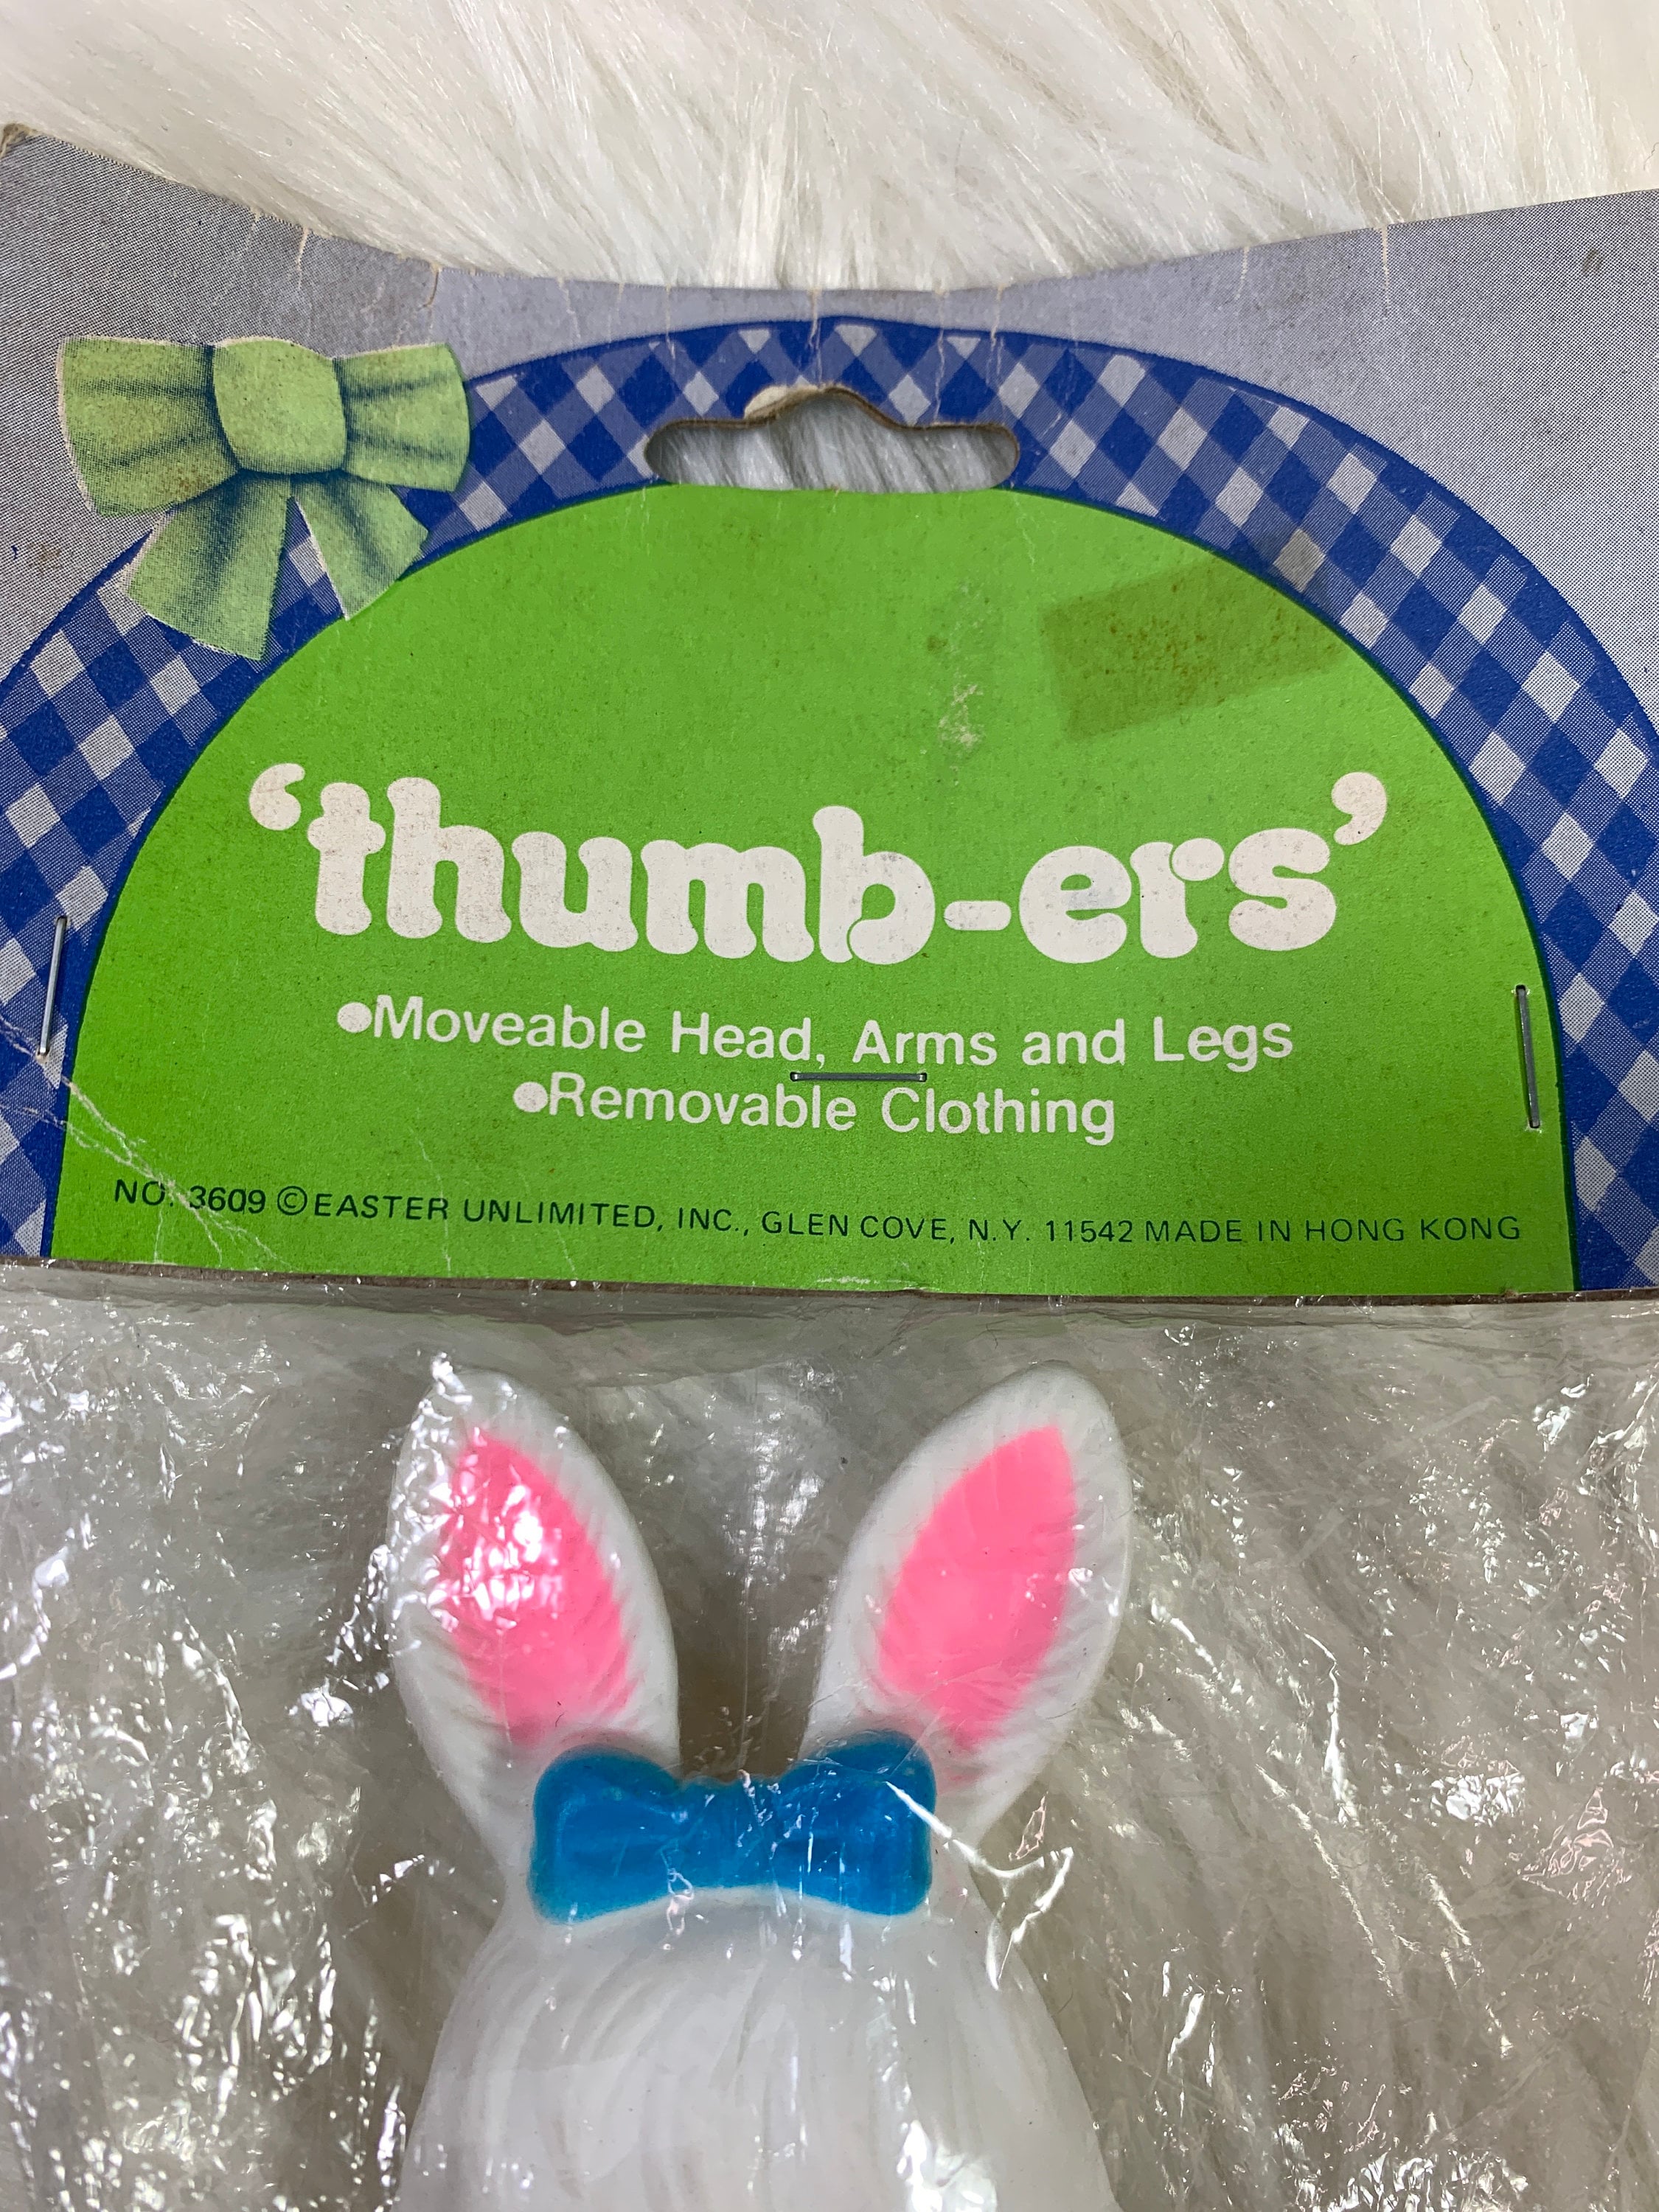 ‘thumb-ers’
•Moveable Head, Arms and Legs
•Removable Clothing
NO. 3609 ©EASTER UNLIMITED, INC., GLEN COVE, N.Y. 11542 MADE IN HONG KONG